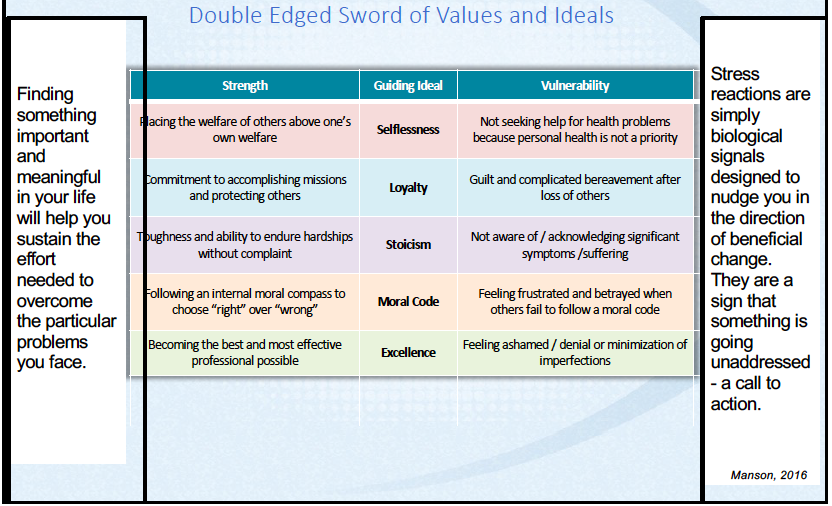 Double Edged Sword of Values and Ideals
Finding
something
important
and
meaningful
in your life
will help you
sustain the
effort
needed to
overcome
the particular
problems
you face.
Strength
Guiding Ideal
Vulnerability
Placing the welfare of others above one's
own welfare
Selflessness
Not seeking help for health problems
because personal health is not a priority
Commitment to accomplishing missions
and protecting others
Loyalty
Guilt and complicated bereavement after
loss of others
Toughness and ability to endure hardships
without complaint
Stoicism
Not aware of / acknowledging significant
symptoms /suffering
Following an internal moral compass to
choose “right” over “wrong”
Moral Code
Feeling frustrated and betrayed when
others fail to follow a moral code
Becoming the best and most effective
professional possible
Excellence
Feeling ashamed / denial or minimization of
imperfections
Stress
reactions are
simply
biological
signals
designed to
nudge you in
the direction
of beneficial
change.
They are a
sign that
something is
going
unaddressed
- a call to
action.
Manson, 2016